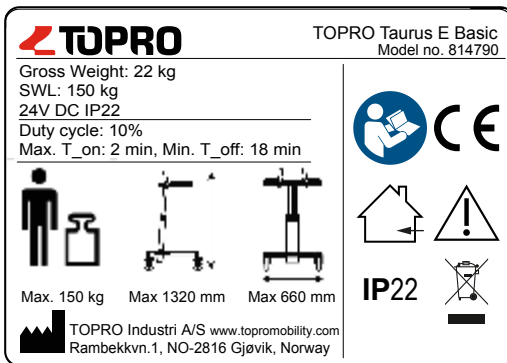 TOPRO
TOPRO Taurus E Basic
Model no. 814790
Gross Weight: 22 kg
SWL: 150 kg
24V DC IP22
Duty cycle: 10%
Max. T_on: 2 min, Min. T_off: 18 min
Max. 150 kg
Max 1320 mm
Max 660 mm
CE
IP22
TOPRO Industri A/S www.topromobility.com
Rambekkvn.1, NO-2816 Gjøvik, Norway